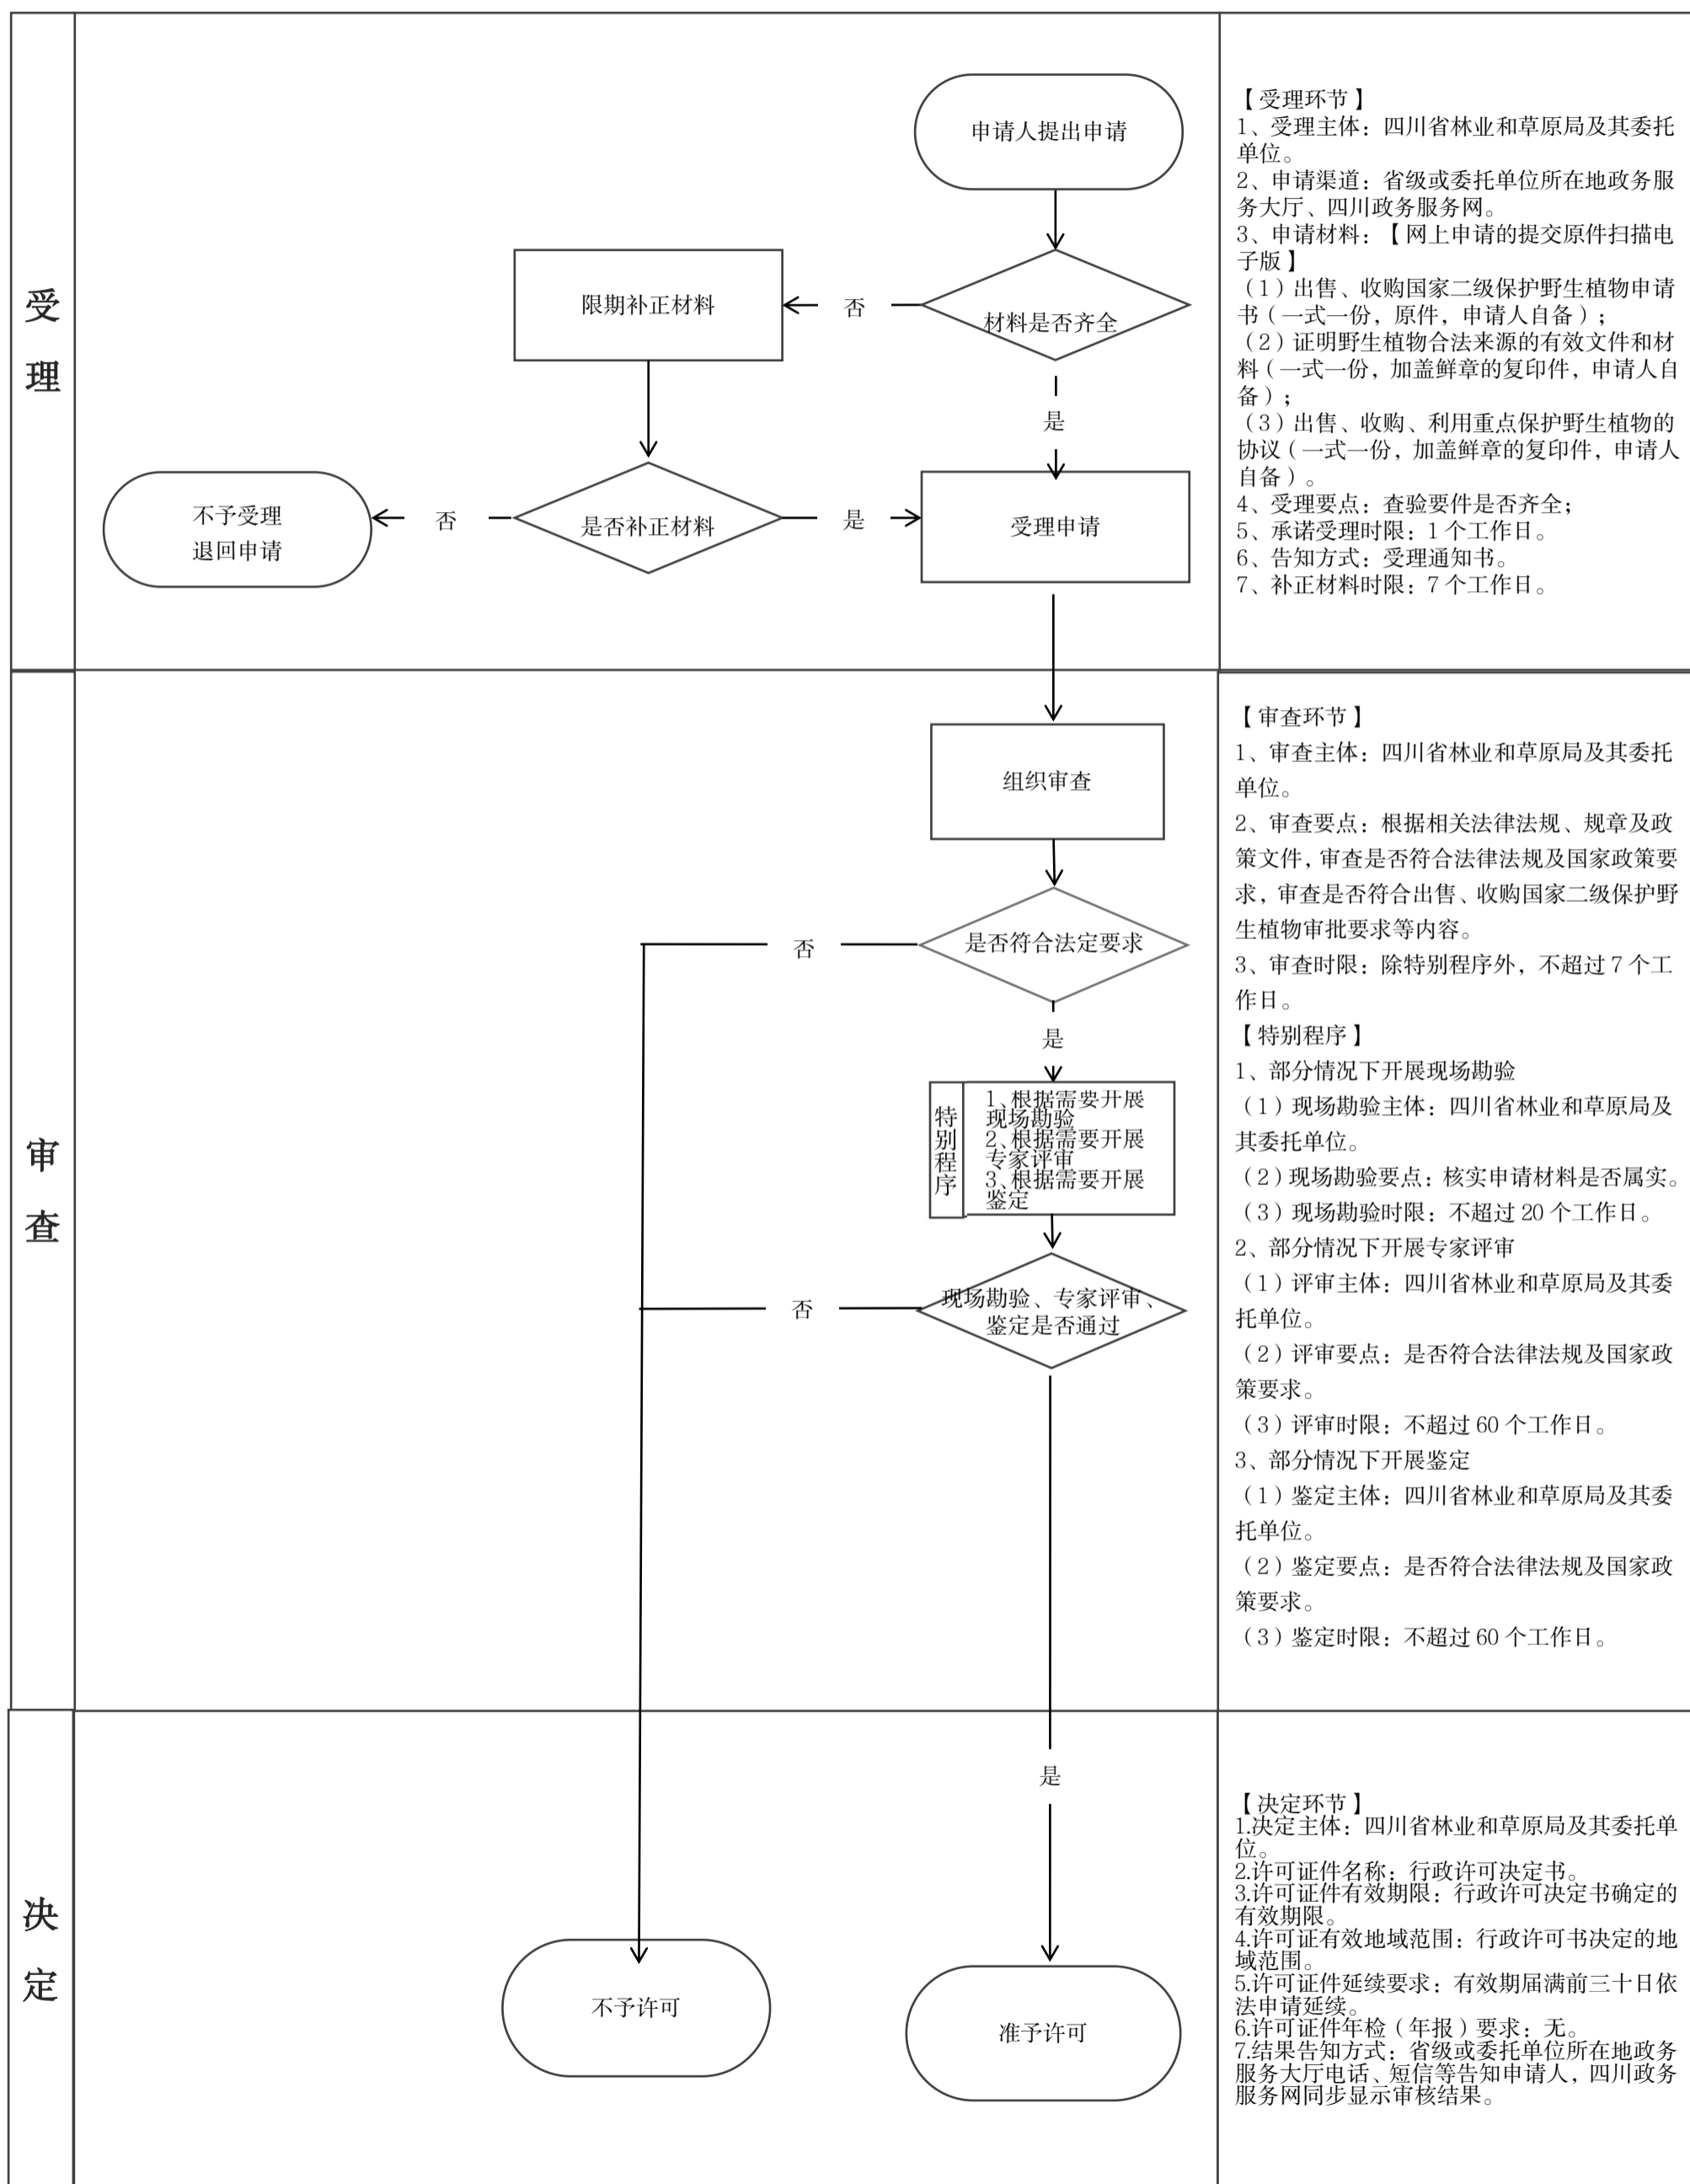 受
理
申请人提出申请
材料是否齐全
否
限期补正材料
是
是否补正材料
否
不予受理
退回申请
是
受理申请
【受理环节】
1、受理主体：四川省林业和草原局及其委托
单位。
2、申请渠道：省级或委托单位所在地政务服
务大厅、四川政务服务网。
3、申请材料：【网上申请的提交原件扫描电
子版】
（1）出售、收购国家二级保护野生植物申请
书（一式一份，原件，申请人自备）；
（2）证明野生植物合法来源的有效文件和材
料（一式一份，加盖鲜章的复印件，申请人自
备）；
（3）出售、收购、利用重点保护野生植物的
协议（一式一份，加盖鲜章的复印件，申请人
自备）。
4、受理要点：查验要件是否齐全；
5、承诺受理时限：1个工作日。
6、告知方式：受理通知书。
7、补正材料时限：7个工作日。
审
查
组织审查
是否符合法定要求
否
是
特
别
程
序
1、根据需要开展
现场勘验
2、根据需要开展
专家评审
3、根据需要开展
鉴定
现场勘验、专家评审、
鉴定是否通过
否
【审查环节】
1、审查主体：四川省林业和草原局及其委托
单位。
2、审查要点：根据相关法律法规、规章及政
策文件，审查是否符合法律法规及国家政策要
求，审查是否符合出售、收购国家二级保护野
生植物审批要求等内容。
3、审查时限：除特别程序外，不超过7个工
作日。
【特别程序】
1、部分情况下开展现场勘验
（1）现场勘验主体：四川省林业和草原局及
其委托单位。
（2）现场勘验要点：核实申请材料是否属实。
（3）现场勘验时限：不超过20个工作日。
2、部分情况下开展专家评审
（1）评审主体：四川省林业和草原局及其委
托单位。
（2）评审要点：是否符合法律法规及国家政
策要求。
（3）评审时限：不超过60个工作日。
3、部分情况下开展鉴定
（1）鉴定主体：四川省林业和草原局及其委
托单位。
（2）鉴定要点：是否符合法律法规及国家政
策要求。
（3）鉴定时限：不超过60个工作日。
决
定
是
不予许可
准予许可
【决定环节】
1.决定主体：四川省林业和草原局及其委托单
位。
2.许可证件名称：行政许可决定书。
3.许可证件有效期限：行政许可决定书确定的
有效期限。
4.许可证有效地域范围：行政许可书决定的地
域范围。
5.许可证件延续要求：有效期届满前三十日依
法申请延续。
6.许可证件年检（年报）要求：无。
7.结果告知方式：省级或委托单位所在地政务
服务大厅电话、短信等告知申请人，四川政务
服务网同步显示审核结果。